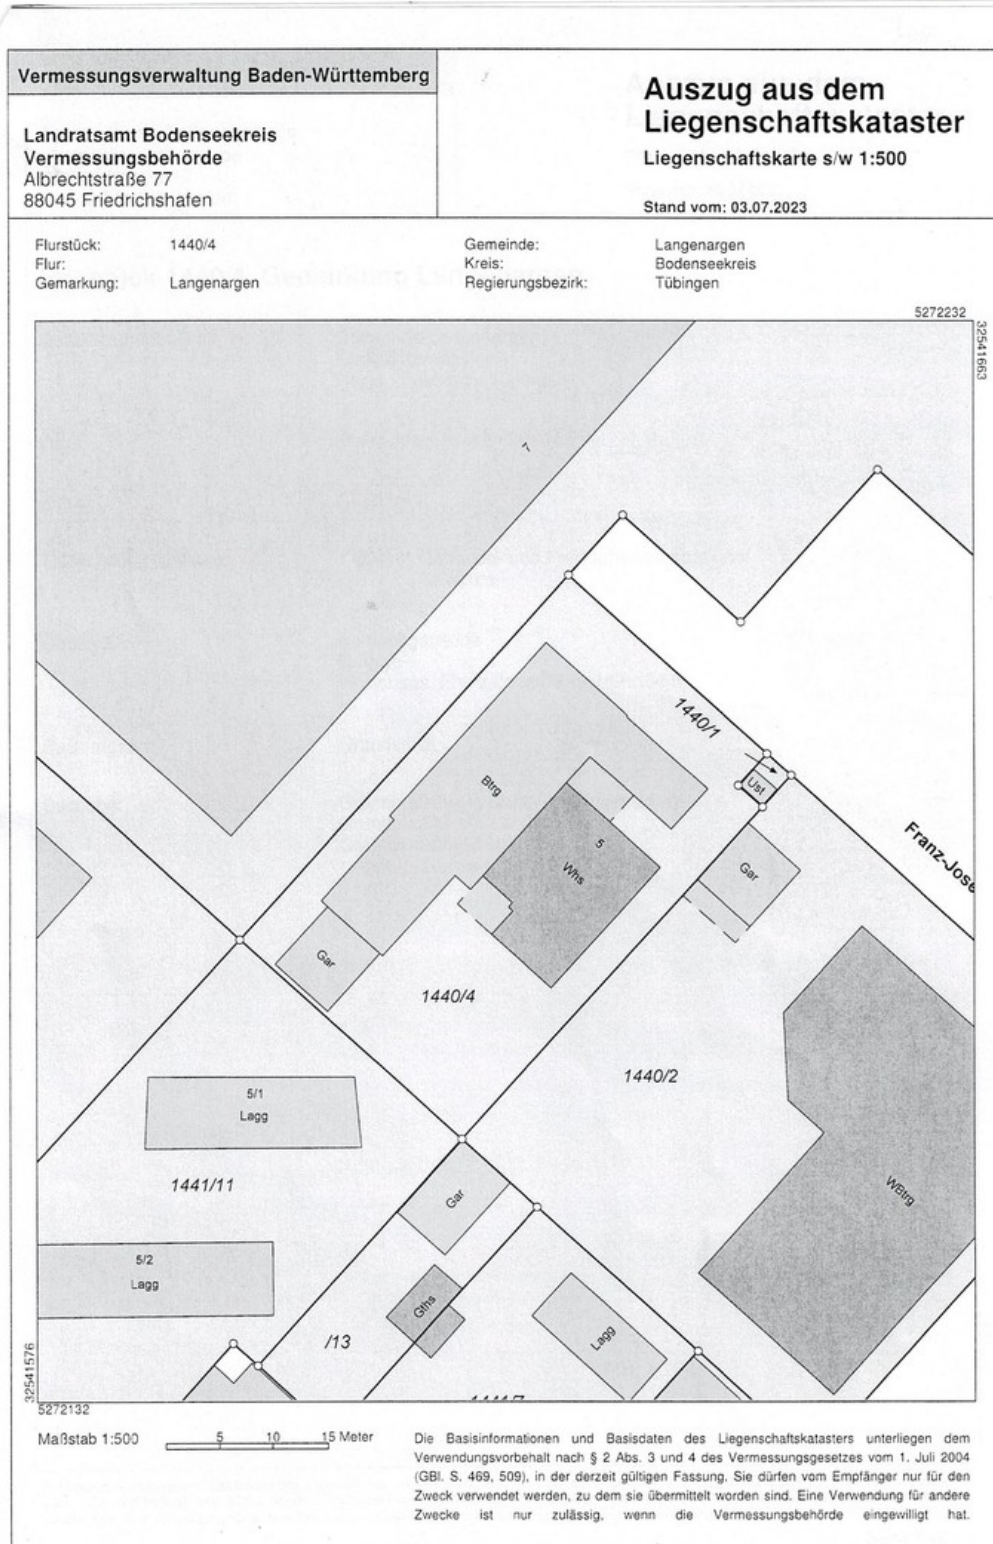 Vermessungsverwaltung Baden-Württemberg
Landratsamt Bodenseekreis
Vermessungsbehörde
Albrechtstraße 77
88045 Friedrichshafen
Auszug aus dem
Liegenschaftskataster
Liegenschaftskarte s/w 1:500
Stand vom: 03.07.2023
Flurstück: 1440/4
Flur:
Gemarkung: Langenargen
Gemeinde: Langenargen
Kreis: Bodenseekreis
Regierungsbezirk: Tübingen
5272232
32541663
7
1440/1
Btrg
Ust
5
Whs
Gar
Franz-Jose
Gar
1440/4
1440/2
5/1
Lagg
1441/11
Gar
WBtrg
5/2
Lagg
Gths
/13
Lagg
32541576
5272132
Maßstab 1:500
5 10 15 Meter
Die Basisinformationen und Basisdaten des Liegenschaftskatasters unterliegen dem
Verwendungsvorbehalt nach § 2 Abs. 3 und 4 des Vermessungsgesetzes vom 1. Juli 2004
(GBl. S. 469, 509), in der derzeit gültigen Fassung. Sie dürfen vom Empfänger nur für den
Zweck verwendet werden, zu dem sie übermittelt worden sind. Eine Verwendung für andere
Zwecke ist nur zulässig, wenn die Vermessungsbehörde eingewilligt hat.